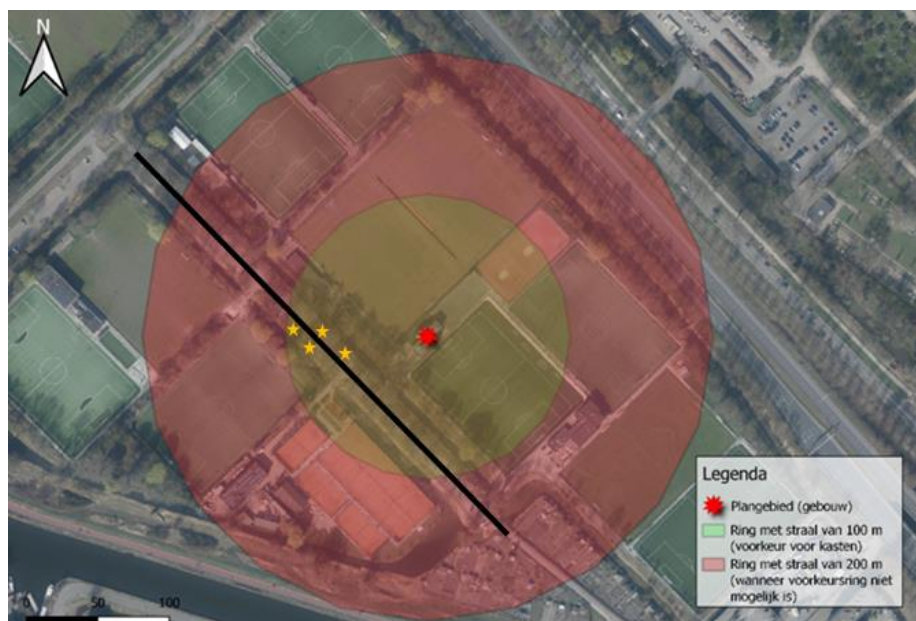 N
Legenda
Plangebied (gebouw)
Ring met straal van 100 m
(voorkeur voor kasten)
Ring met straal van 200 m
(wanneer voorkeursring niet
mogelijk is)
0 50 100